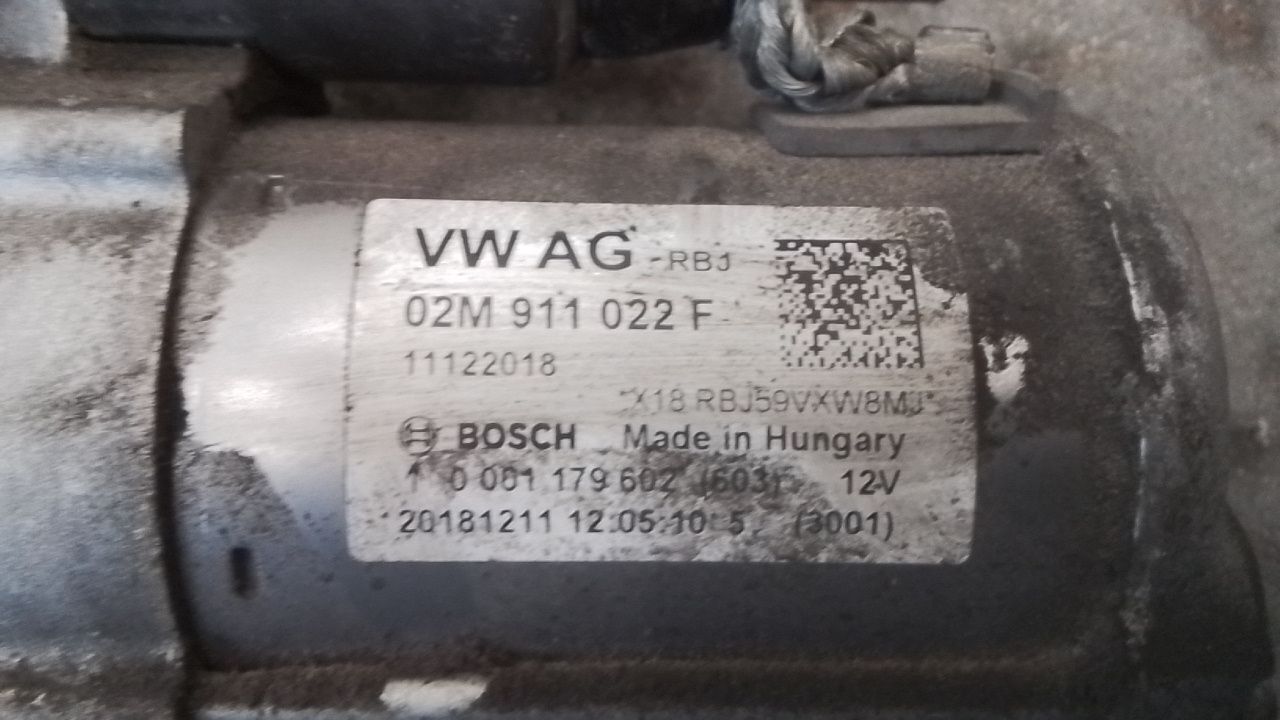 VW AG -RBJ
02M 911 022 F
11122018
*X18 RBJ59VXW8MJ*
BOSCH Made in Hungary
0 001 179 602 (603) 12V
20181211 12:05:10 5 (3001)